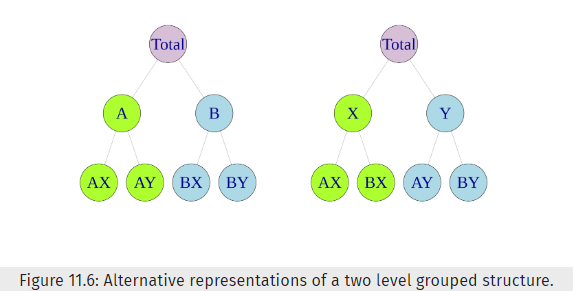 Total Total
A B X Y
AX AY BX BY AX BX AY BY
Figure 11.6: Alternative representations of a two level grouped structure.